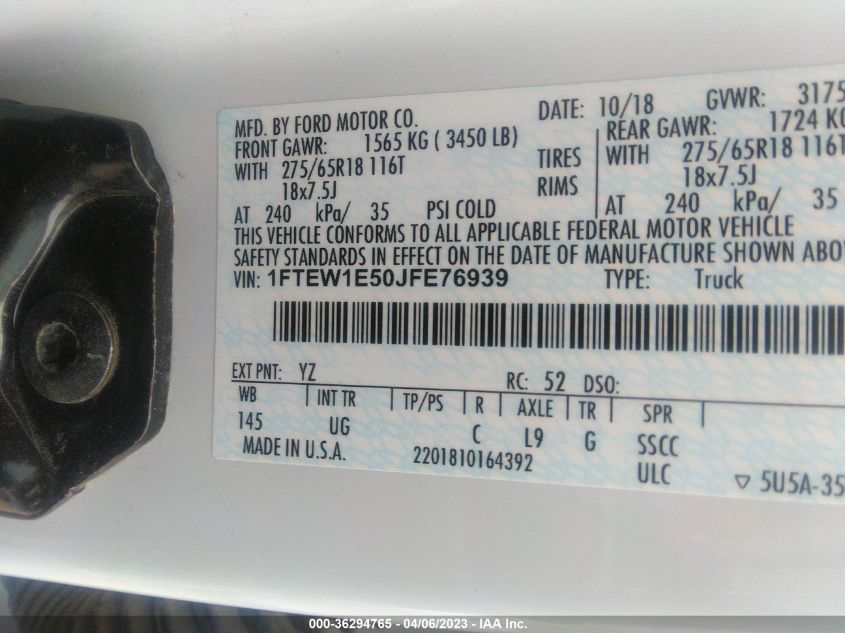 MFD. BY FORD MOTOR CO. DATE: 10/18 GVWR: 3175
FRONT GAWR: 1565 KG ( 3450 LB) REAR GAWR: 1724 KG
WITH 275/65R18 116T TIRES WITH 275/65R18 116T
18x7.5J RIMS 18x7.5J
AT 240 kPa/ 35 PSI COLD AT 240 kPa/ 35
THIS VEHICLE CONFORMS TO ALL APPLICABLE FEDERAL MOTOR VEHICLE
SAFETY STANDARDS IN EFFECT ON THE DATE OF MANUFACTURE SHOWN ABO
VIN: 1FTEW1E50JFE76939 TYPE: Truck
EXT PNT: YZ RC: 52 DSO:
WB INT TR TP/PS R AXLE TR SPR
145 UG C L9 G SSCC
MADE IN U.S.A. 2201810164392 ULC ▽ 5U5A-35
000-36294765 - 04/06/2023 - IAA Inc.